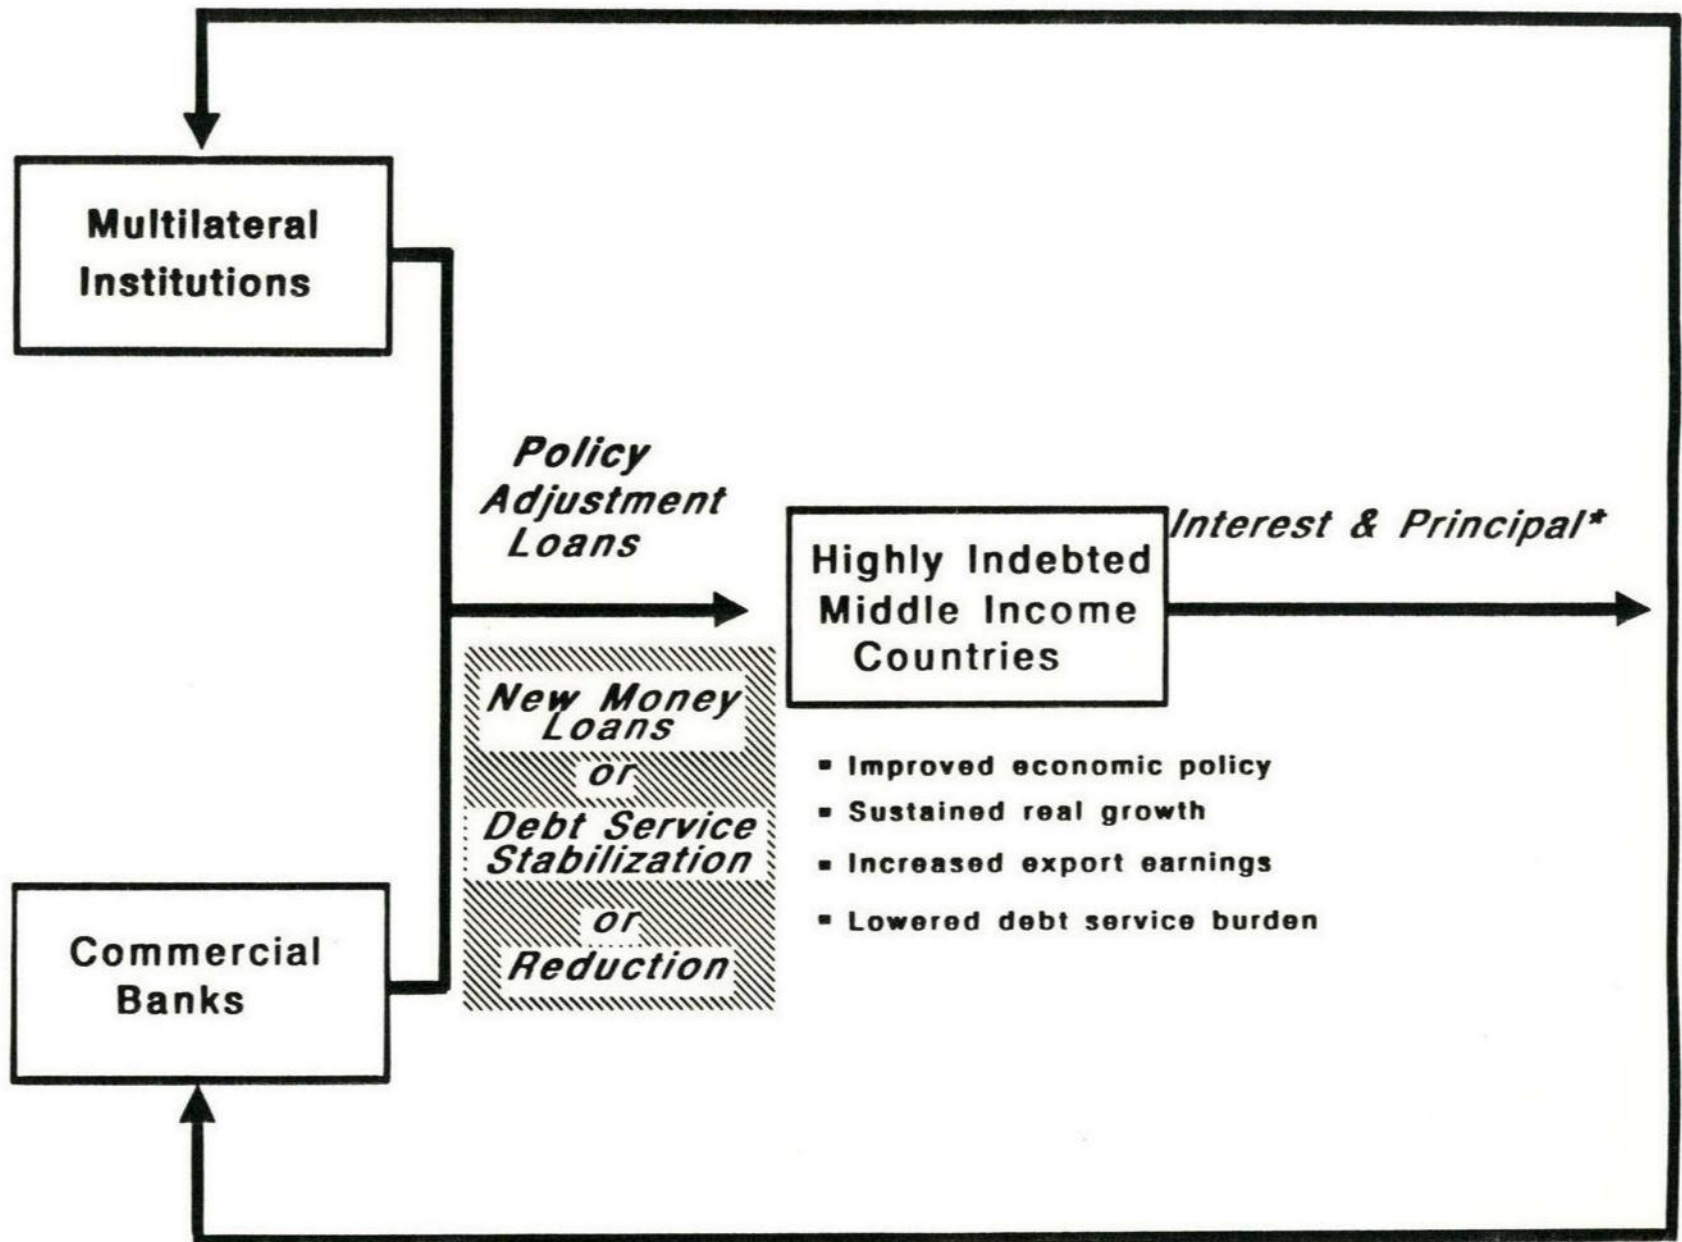 Multilateral
Institutions
Policy
Adjustment
Loans
Highly Indebted
Middle Income
Countries
Interest & Principal*
New Money
Loans
or
Debt Service
Stabilization
or
Reduction
▪ Improved economic policy
▪ Sustained real growth
▪ Increased export earnings
▪ Lowered debt service burden
Commercial
Banks